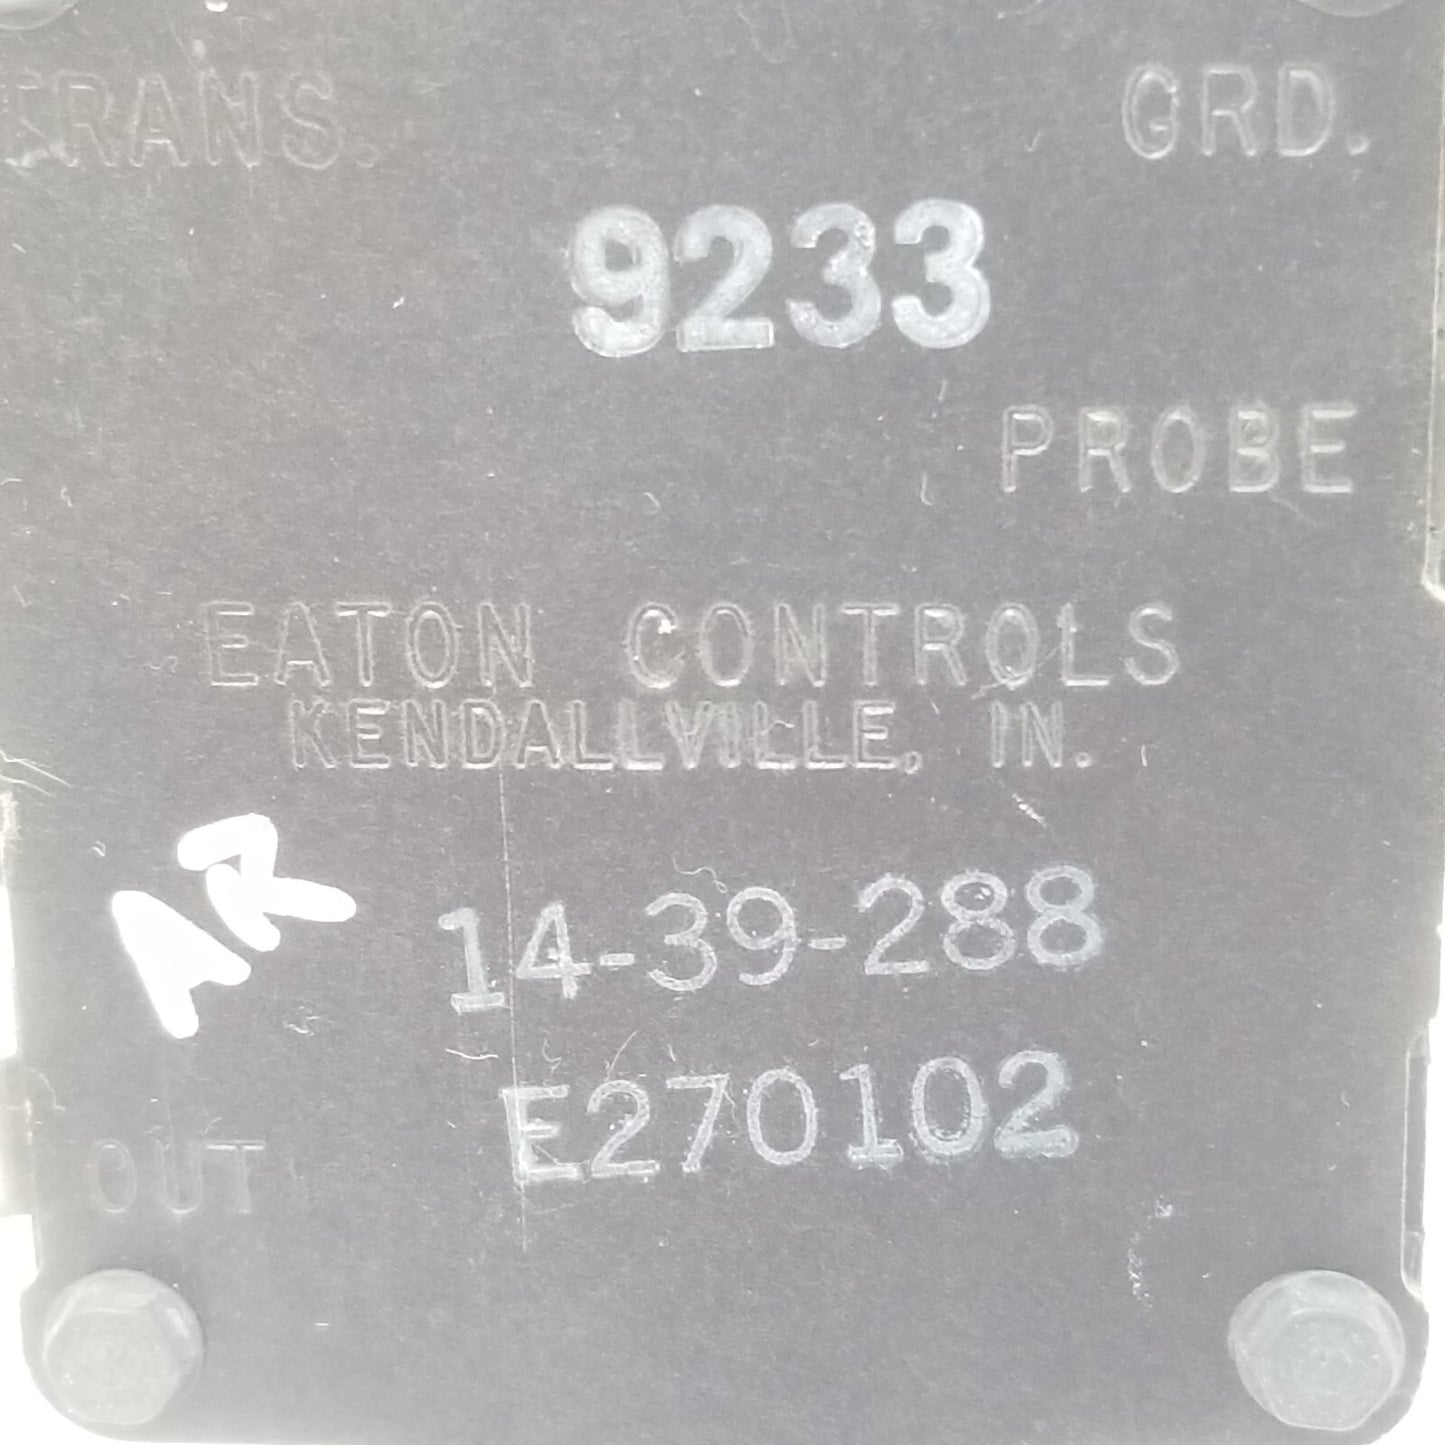 TRANS. GRD.
9233
PROBE
EATON CONTROLS
KENDALLVILLE, IN.
AR
14-39-288
E270102
OUT